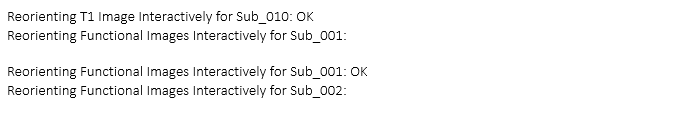 Reorienting T1 Image Interactively for Sub_010: OK
Reorienting Functional Images Interactively for Sub_001:
Reorienting Functional Images Interactively for Sub_001: OK
Reorienting Functional Images Interactively for Sub_002: